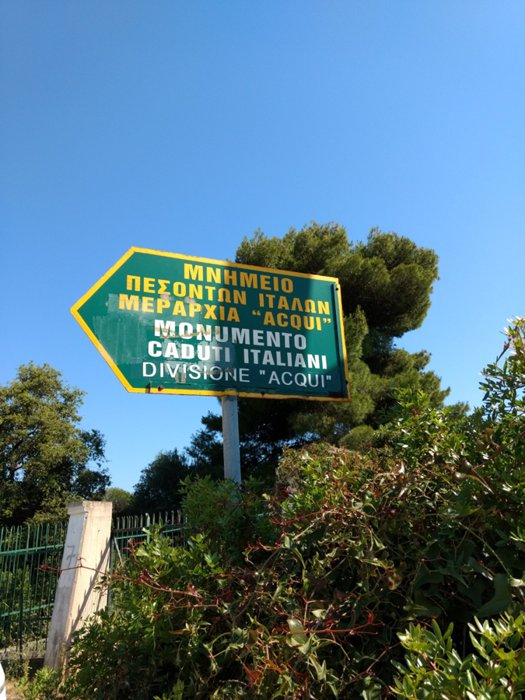 ΜΝΗΜΕΙΟ
ΠΕΣΟΝΤΩΝ ΙΤΑΛΩΝ
ΜΕΡΑΡΧΙΑ “ACQUI”
MONUMENTO
CADUTI ITALIANI
DIVISIONE "ACQUI"